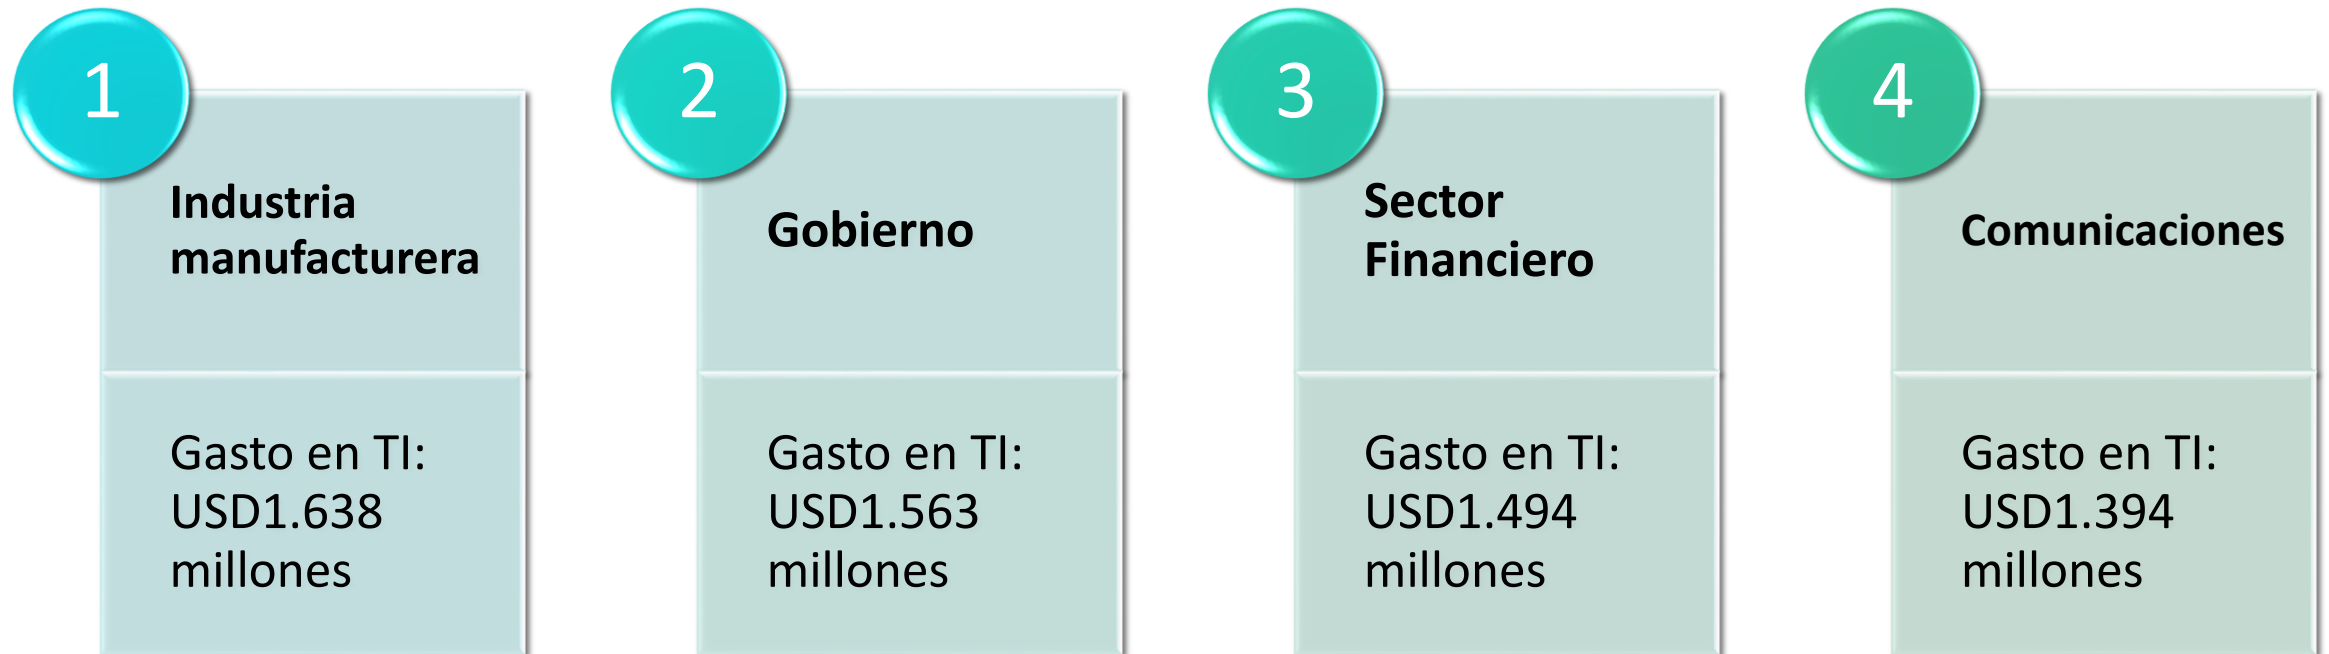 1
Industria
manufacturera
Gasto en TI:
USD1.638
millones
2
Gobierno
Gasto en TI:
USD1.563
millones
3
Sector
Financiero
Gasto en TI:
USD1.494
millones
4
Comunicaciones
Gasto en TI:
USD1.394
millones